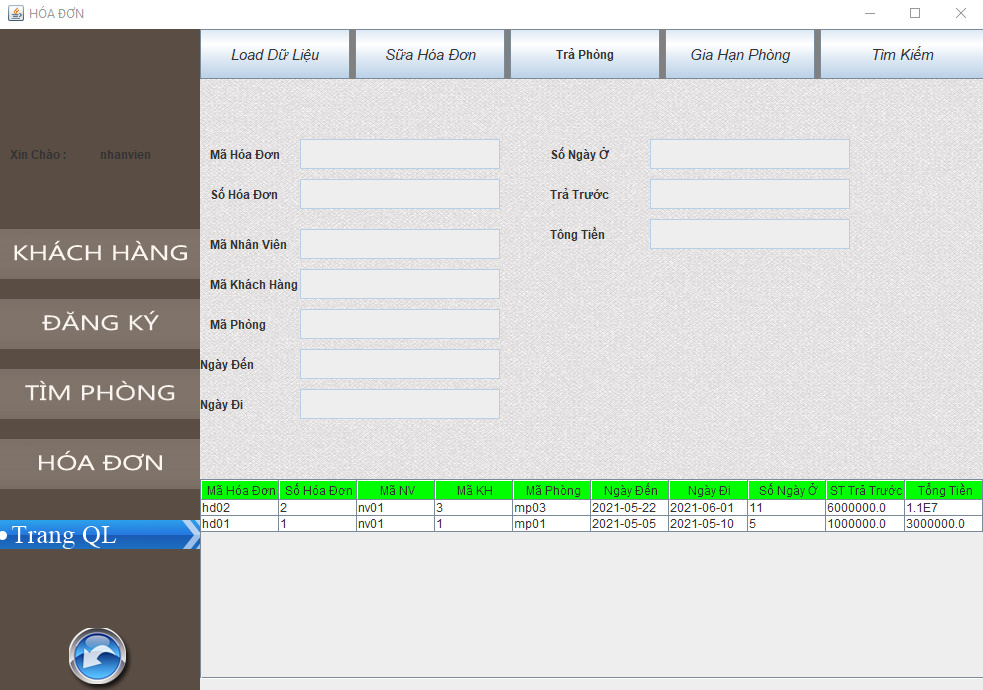 HÓA ĐƠN
Load Dữ Liệu Sữa Hóa Đơn Trả Phòng Gia Hạn Phòng Tìm Kiếm
Xin Chào : nhanvien
Mã Hóa Đơn Số Ngày Ở
Số Hóa Đơn Trả Trước
Mã Nhân Viên Tông Tiền
Mã Khách Hàng
Mã Phòng
Ngày Đến
Ngày Đi
KHÁCH HÀNG
ĐĂNG KÝ
TÌM PHÒNG
HÓA ĐƠN
Trang QL
Mã Hóa Đơn Số Hóa Đơn Mã NV Mã KH Mã Phòng Ngày Đến Ngày Đi Số Ngày Ở ST Trả Trước Tổng Tiền
hd02 2 nv01 3 mp03 2021-05-22 2021-06-01 11 6000000.0 1.1E7
hd01 1 nv01 1 mp01 2021-05-05 2021-05-10 5 1000000.0 3000000.0